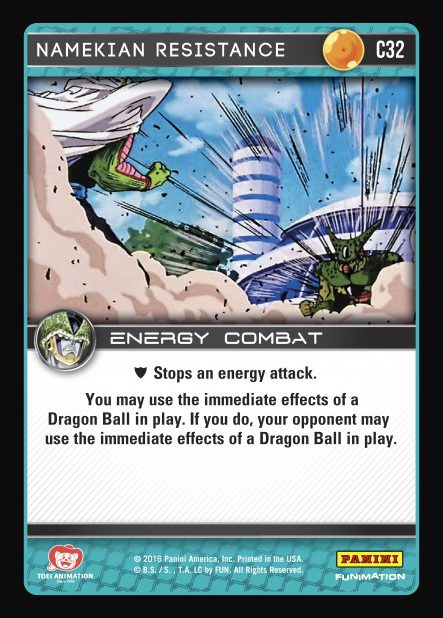 NAMEKIAN RESISTANCE C32
ENERGY COMBAT
Stops an energy attack.
You may use the immediate effects of a
Dragon Ball in play. If you do, your opponent may
use the immediate effects of a Dragon Ball in play.
TOEI ANIMATION
© 2016 Panini America, Inc. Printed in the USA.
© B.S. / S. , T.A. LC by FUN. All Rights Reserved.
PANINI
FUNIMATION